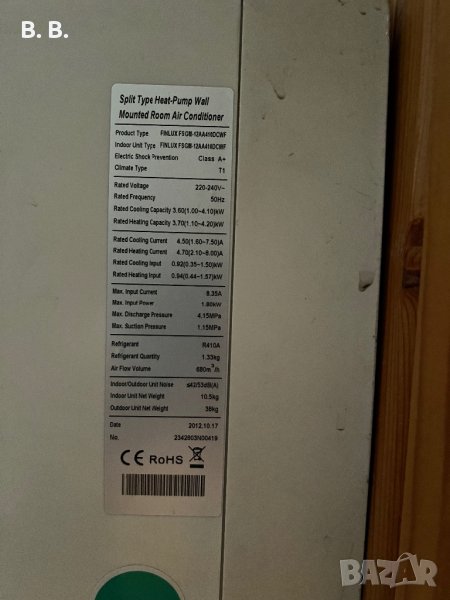 B. B.
Split Type Heat-Pump Wall
Mounted Room Air Conditioner
Product Type FINLUX FSGM-12AA410DCWF
Indoor Unit Type FINLUX FSGM-12AA410DCWF
Electric Shock Prevention Class A+
Climate Type T1
Rated Voltage 220-240V~
Rated Frequency 50Hz
Rated Cooling Capacity 3.60(1.00~4.10)kW
Rated Heating Capacity 3.70(1.10~4.20)kW
Rated Cooling Current 4.50(1.60~7.50)A
Rated Heating Current 4.70(2.10~8.00)A
Rated Cooling Input 0.92(0.35~1.50)kW
Rated Heating Input 0.94(0.44~1.57)kW
Max. Input Current 8.35A
Max. Input Power 1.80kW
Max. Discharge Pressure 4.15MPa
Max. Suction Pressure 1.15MPa
Refrigerant R410A
Refrigerant Quantity 1.33kg
Air Flow Volume 680m³/h
Indoor/Outdoor Unit Noise ≤42/53dB(A)
Indoor Unit Net Weight 10.5kg
Outdoor Unit Net Weight 38kg
Date 2012.10.17
No. 2342603N00419
CE RoHS
BAZAR